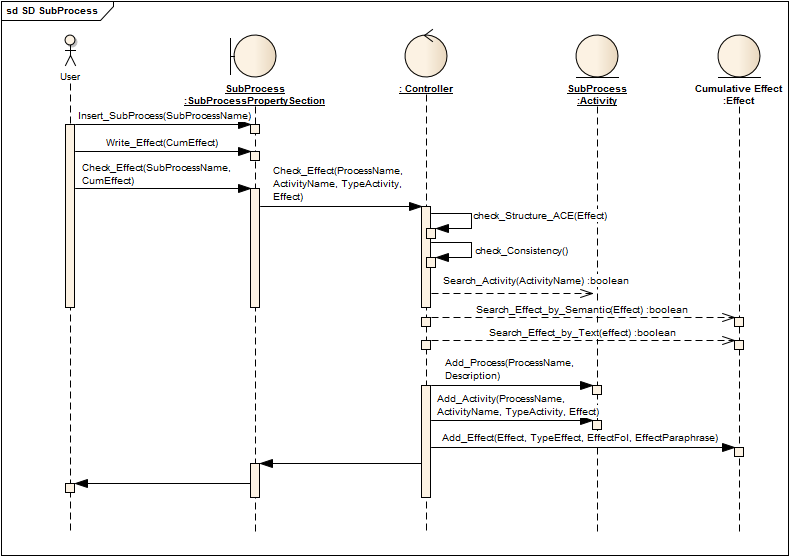 sd SD SubProcess
User
SubProcess
:SubProcessPropertySection
: Controller
SubProcess
:Activity
Cumulative Effect
:Effect
Insert_SubProcess(SubProcessName)
Write_Effect(CumEffect)
Check_Effect(SubProcessName,
CumEffect)
Check_Effect(ProcessName,
ActivityName, TypeActivity,
Effect)
check_Structure_ACE(Effect)
check_Consistency()
Search_Activity(ActivityName) :boolean
Search_Effect_by_Semantic(Effect) :boolean
Search_Effect_by_Text(effect) :boolean
Add_Process(ProcessName,
Description)
Add_Activity(ProcessName,
ActivityName, TypeActivity, Effect)
Add_Effect(Effect, TypeEffect, EffectFol, EffectParaphrase)